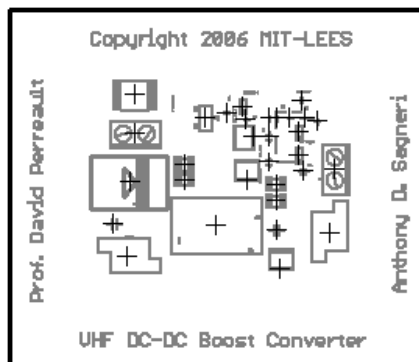 Copyright 2006 MIT-LEES
Prof. David Perreault
Anthony D. Sagneri
VHF DC-DC Boost Converter